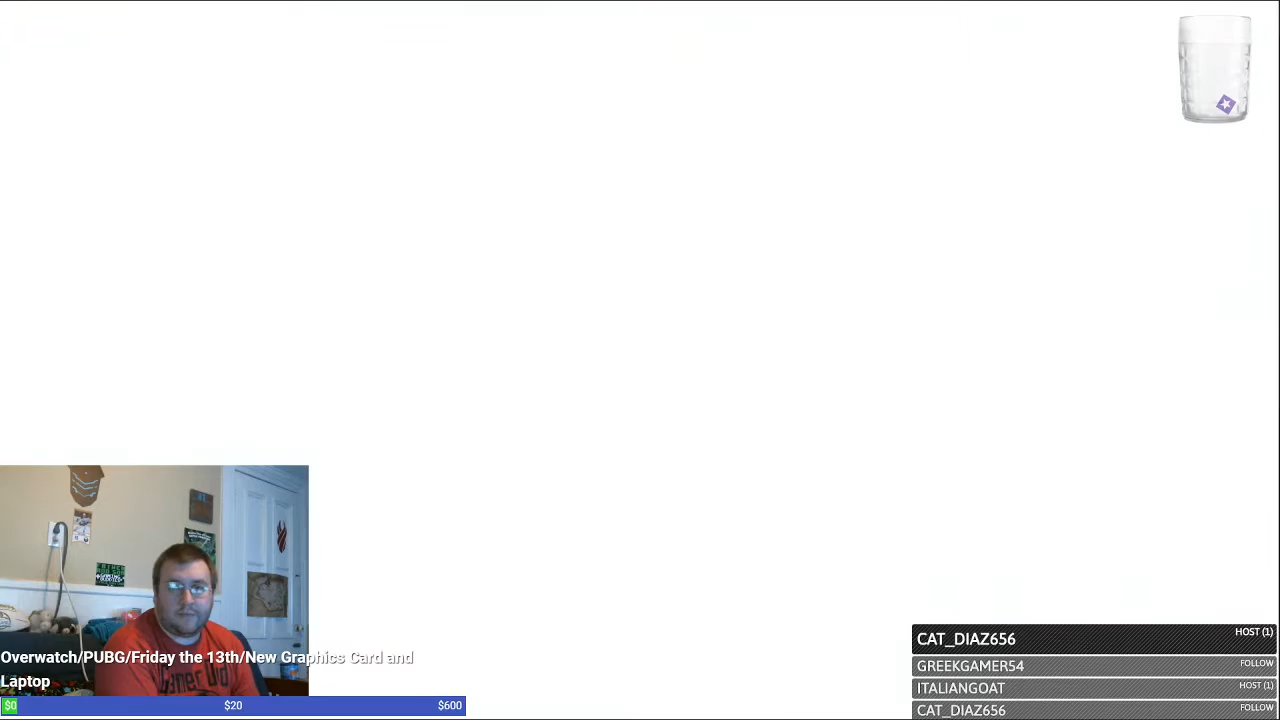 Overwatch/PUBG/Friday the 13th/New Graphics Card and
Laptop
$0 $20 $600
CAT_DIAZ656 HOST (1)
GREEKGAMER54 FOLLOW
ITALIANGOAT HOST (1)
CAT_DIAZ656 FOLLOW